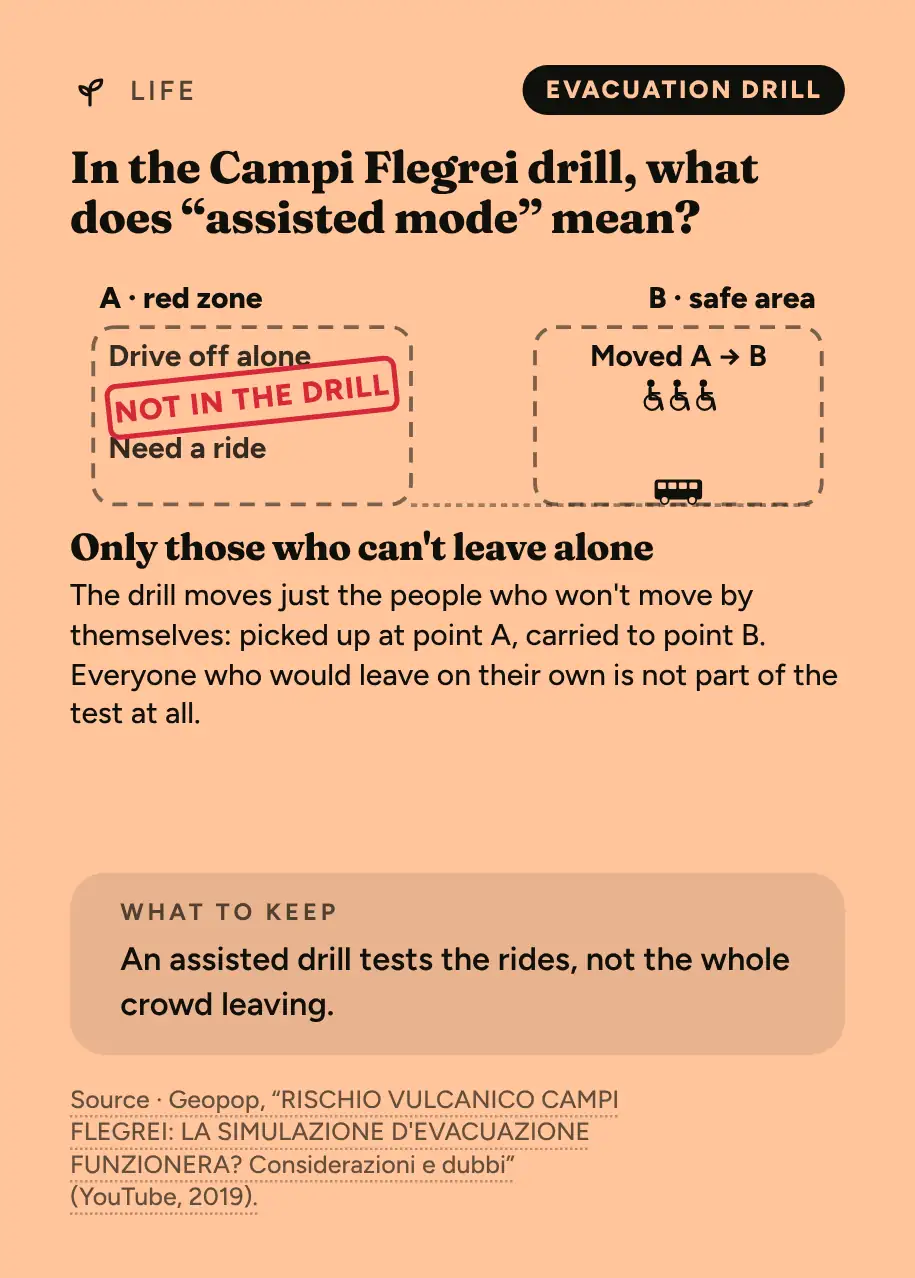 LIFE
EVACUATION DRILL
In the Campi Flegrei drill, what
does “assisted mode” mean?
A · red zone
B · safe area
Drive off alone
NOT IN THE DRILL
Need a ride
Moved A → B
Only those who can't leave alone
The drill moves just the people who won't move by
themselves: picked up at point A, carried to point B.
Everyone who would leave on their own is not part of the
test at all.
WHAT TO KEEP
An assisted drill tests the rides, not the whole
crowd leaving.
Source · Geopop, “RISCHIO VULCANICO CAMPI
FLEGREI: LA SIMULAZIONE D'EVACUAZIONE
FUNZIONERA? Considerazioni e dubbi”
(YouTube, 2019).